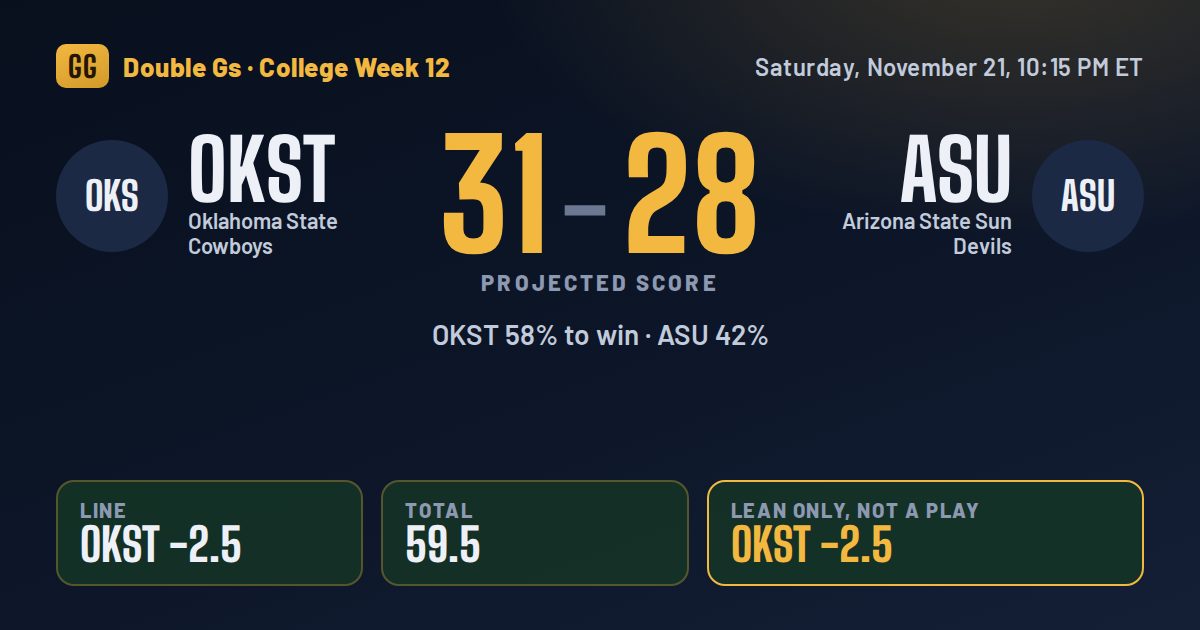 GG
Double Gs · College Week 12
Saturday, November 21, 10:15 PM ET
OKS
OKST
Oklahoma State
Cowboys
31 – 28
PROJECTED SCORE
OKST 58% to win · ASU 42%
ASU
Arizona State Sun
Devils
ASU
LINE
OKST −2.5
TOTAL
59.5
LEAN ONLY, NOT A PLAY
OKST −2.5